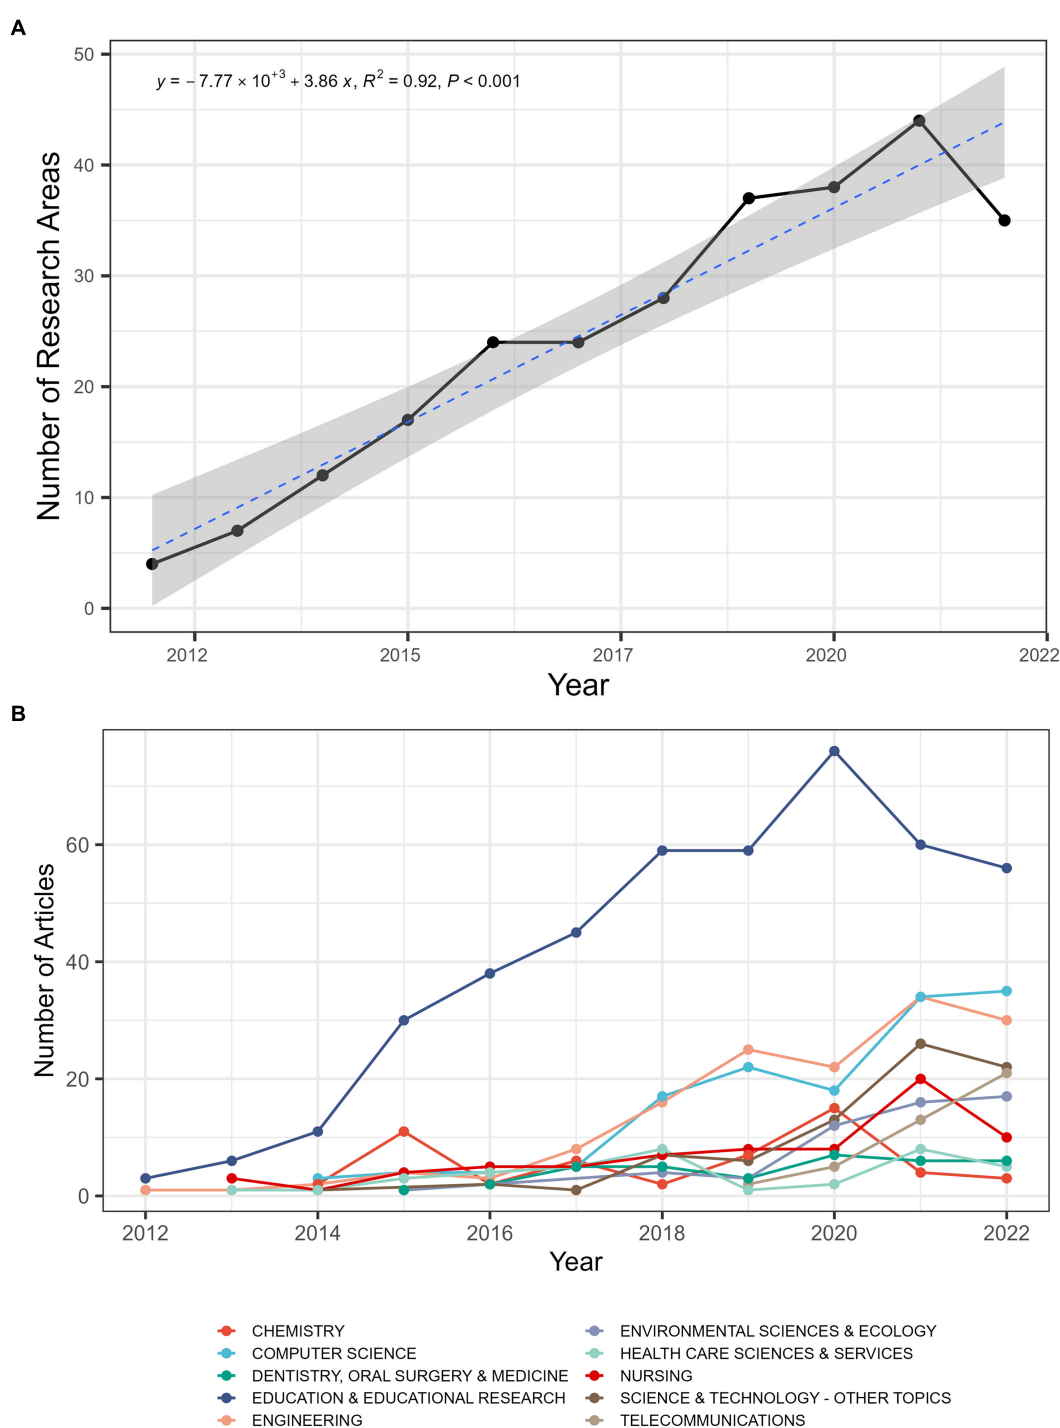 A
y = − 7.77 × 10⁺³ + 3.86 x, R² = 0.92, P < 0.001
50
40
30
20
10
0
Number of Research Areas
2012 2015 2017 2020 2022
Year
B
60
40
20
0
Number of Articles
2012 2014 2016 2018 2020 2022
Year
CHEMISTRY
COMPUTER SCIENCE
DENTISTRY, ORAL SURGERY & MEDICINE
EDUCATION & EDUCATIONAL RESEARCH
ENGINEERING
ENVIRONMENTAL SCIENCES & ECOLOGY
HEALTH CARE SCIENCES & SERVICES
NURSING
SCIENCE & TECHNOLOGY - OTHER TOPICS
TELECOMMUNICATIONS